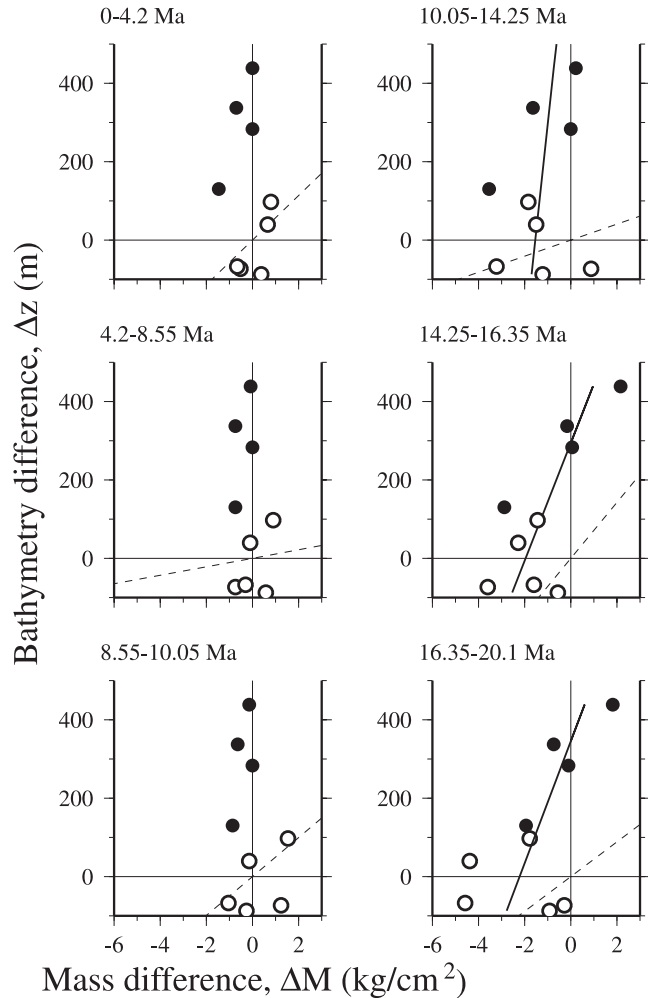 0-4.2 Ma
10.05-14.25 Ma
400
400
200
200
0
0
4.2-8.55 Ma
14.25-16.35 Ma
400
400
200
200
0
0
8.55-10.05 Ma
16.35-20.1 Ma
400
400
200
200
0
0
-6 -4 -2 0 2
-6 -4 -2 0 2
Bathymetry difference, Δz (m)
Mass difference, ΔM (kg/cm²)